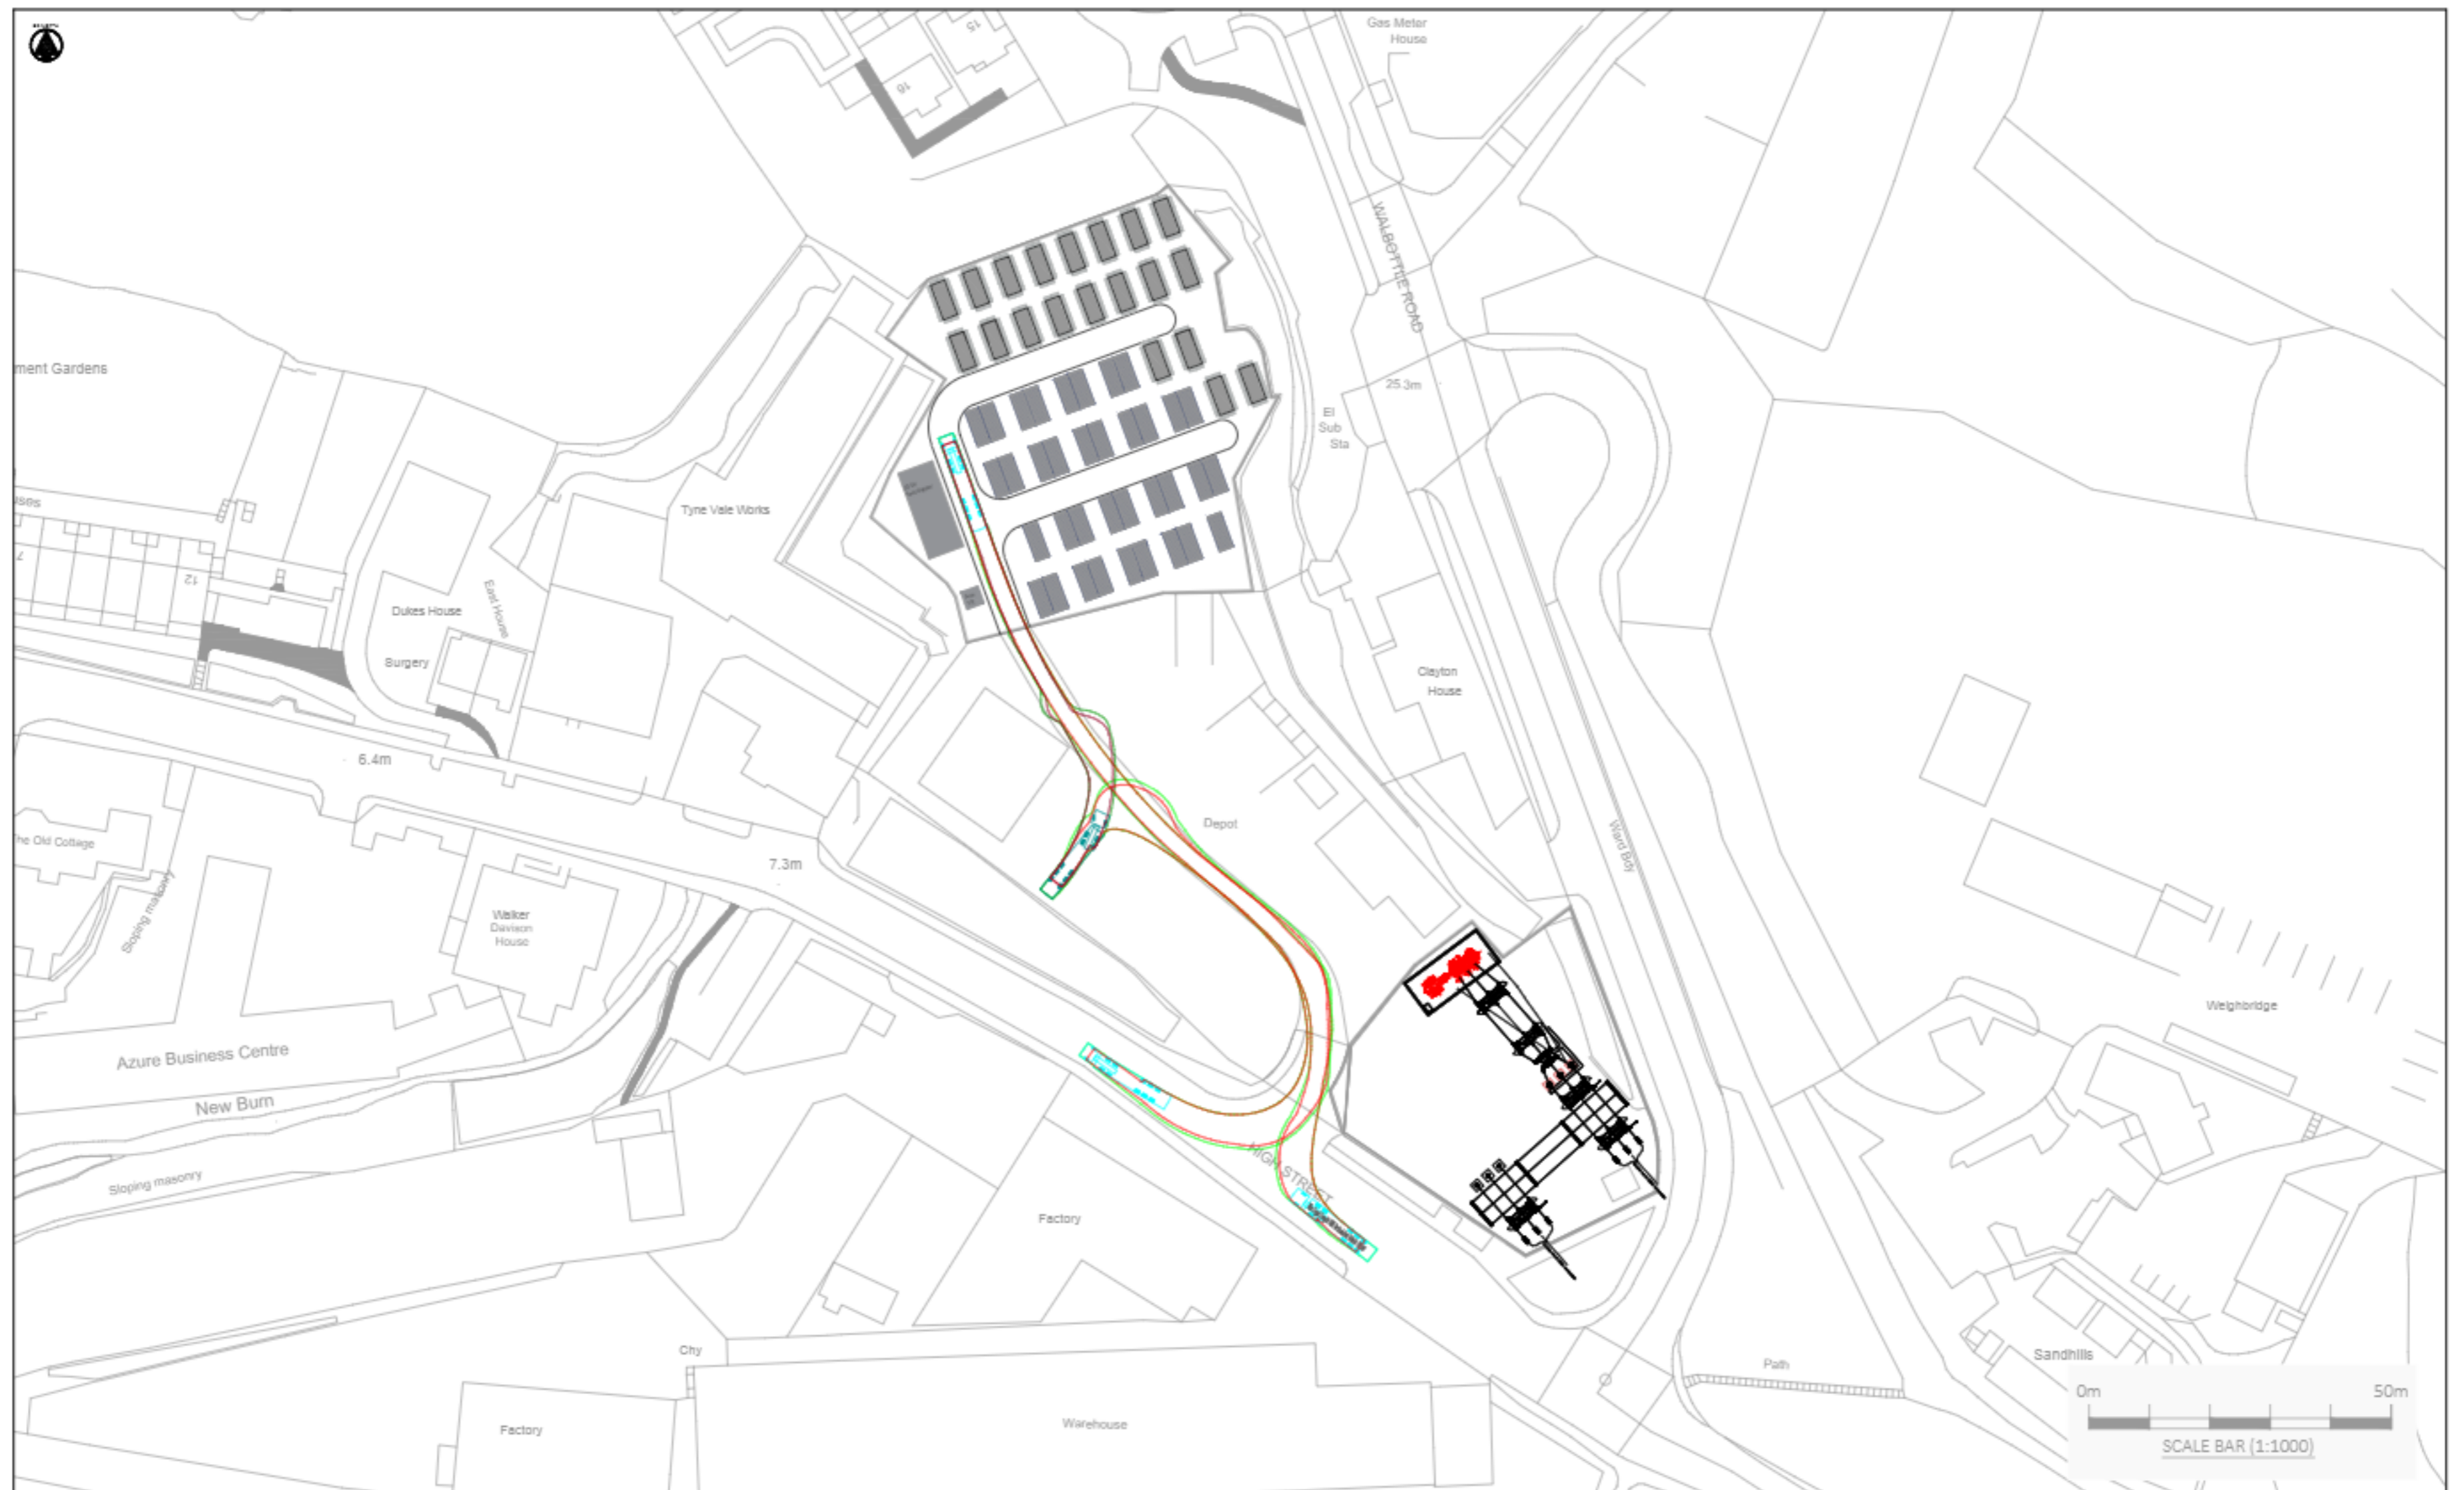 15
16
Gas Meter
House
WALBOTTLE ROAD
ment Gardens
25.3m
El
Sub
Sta
Tyne Vale Works
7
12
Dukes House
East House
Surgery
Clayton
House
6.4m
Depot
Ward Bdy
The Old Cottage
7.3m
Sloping masonry
Walker
Davison
House
Weighbridge
Azure Business Centre
New Burn
HIGH STREET
Sloping masonry
Factory
Chy
Path
Sandhills
Factory
Warehouse
0m 50m
SCALE BAR (1:1000)